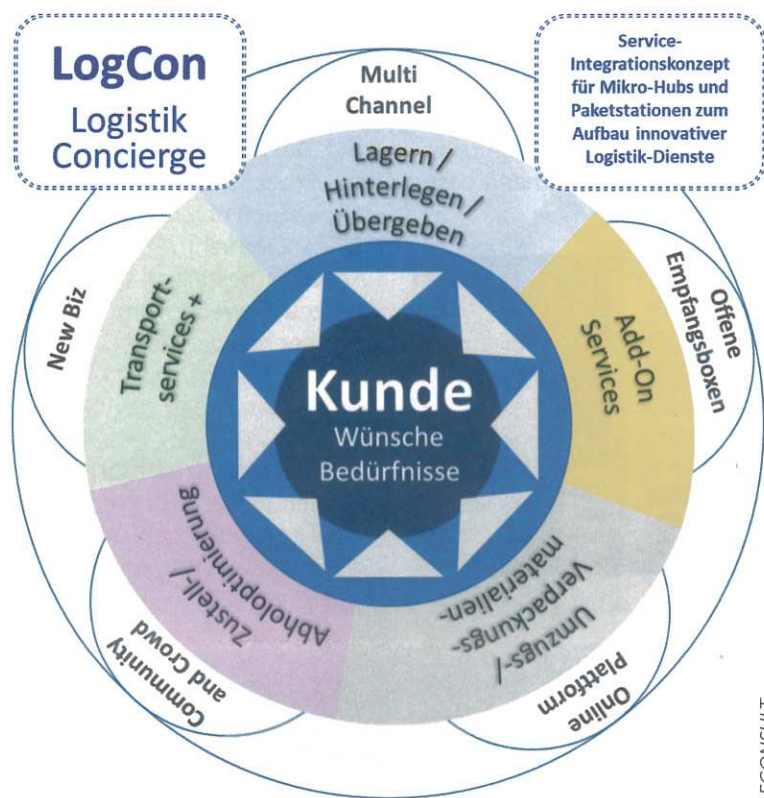 LogCon
Logistik
Concierge
Service-
Integrationskonzept
für Mikro-Hubs und
Paketstationen zum
Aufbau innovativer
Logistik-Dienste
Multi
Channel
Lagern /
Hinterlegen /
Übergeben
Offene
Empfangsboxen
Add-On
Services
New Biz
Transport-
services +
Kunde
Wünsche
Bedürfnisse
Zustell-/
Abholoptimierung
Umzugs-/
Verpackungs-
materialien-
Community
and Crowd
Online
Plattform
ECONSULT